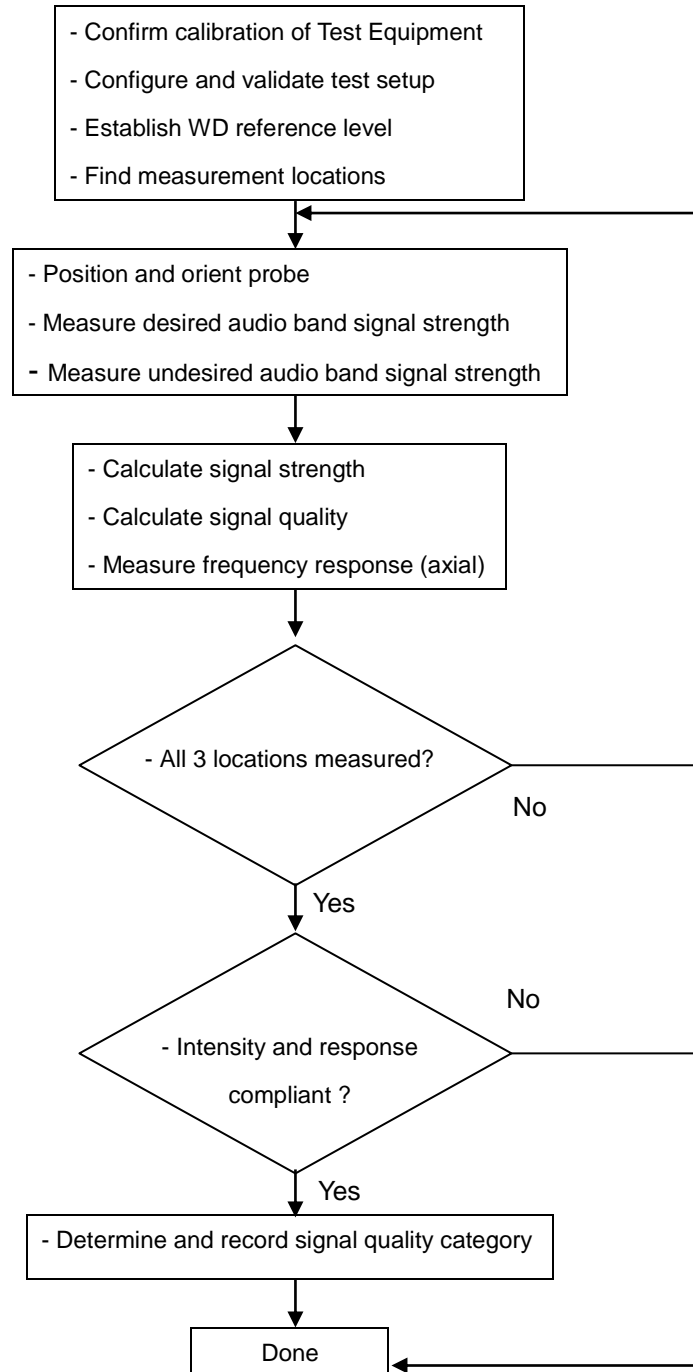 - Confirm calibration of Test Equipment
- Configure and validate test setup
- Establish WD reference level
- Find measurement locations
- Position and orient probe
- Measure desired audio band signal strength
- Measure undesired audio band signal strength
- Calculate signal strength
- Calculate signal quality
- Measure frequency response (axial)
- All 3 locations measured?
No
Yes
No
- Intensity and response
compliant ?
Yes
- Determine and record signal quality category
Done